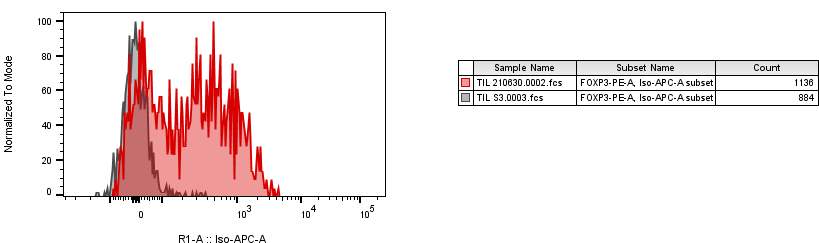 Normalized To Mode
100
80
60
40
20
0
0
10^3
10^4
10^5
R1-A :: Iso-APC-A
Sample Name Subset Name Count
TIL 210630.0002.fcs FOXP3-PE-A, Iso-APC-A subset 1136
TIL S3.0003.fcs FOXP3-PE-A, Iso-APC-A subset 884